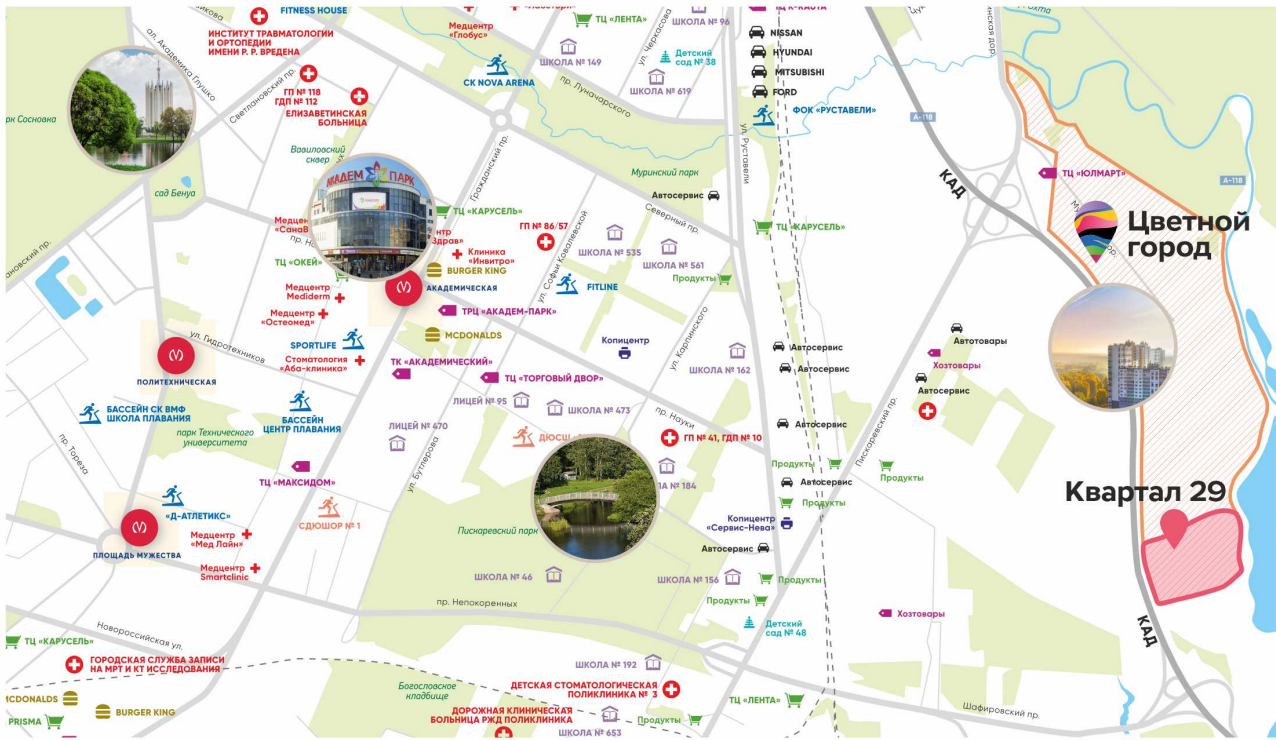 FITNESS HOUSE
ИНСТИТУТ ТРАВМАТОЛОГИИ
И ОРТОПЕДИИ
ИМЕНИ Р. Р. ВРЕДЕНА
ал. Академика Глушко
Светлановский пр.
ГП № 118
ГДП № 112
ЕЛИЗАВЕТИНСКАЯ
БОЛЬНИЦА
Медцентр
«Глобус»
ТЦ «ЛЕНТА»
ШКОЛА № 96
ШКОЛА № 149
ул. Черкасова
Детский
сад № 38
ШКОЛА № 619
СК NOVA ARENA
пр. Луначарского
NISSAN
HYUNDAI
MITSUBISHI
FORD
ФОК «РУСТАВЕЛИ»
ул. Руставели
А-118
А-118
КАД
ТЦ «ЮЛМАРТ»
Цветной
город
Вавиловский
сквер
сад Бенуа
АКАДЕМ ПАРК
Гражданский пр.
Муринский парк
Автосервис
Северный пр.
ТЦ «КАРУСЕЛЬ»
ТЦ «КАРУСЕЛЬ»
ГП № 86/57
Клиника
«Инвитро»
ул. Софьи Ковалевской
ШКОЛА № 535
ШКОЛА № 561
Продукты
ТЦ «ОКЕЙ»
BURGER KING
АКАДЕМИЧЕСКАЯ
FITLINE
Медцентр
Mediderm
Медцентр
«Остеомед»
ТРЦ «АКАДЕМ-ПАРК»
MCDONALDS
ул. Гидротехников
SPORTLIFE
Стоматология
«Аба-клиника»
ТК «АКАДЕМИЧЕСКИЙ»
Копицентр
ул. Карпинского
ШКОЛА № 162
Автосервис
Автосервис
Автотовары
Хозтовары
Автосервис
ПОЛИТЕХНИЧЕСКАЯ
ТЦ «ТОРГОВЫЙ ДВОР»
ЛИЦЕЙ № 95
ШКОЛА № 473
пр. Науки
БАССЕЙН СК ВМФ
ШКОЛА ПЛАВАНИЯ
БАССЕЙН
ЦЕНТР ПЛАВАНИЯ
парк Технического
университета
ЛИЦЕЙ № 470
ДЮСШ
ГП № 41, ГДП № 10
Автосервис
Пискаревский пр.
пр. Тореза
ул. Бутлерова
ТЦ «МАКСИДОМ»
Продукты
Продукты
Автосервис
Продукты
Квартал 29
«Д-АТЛЕТИКС»
СДЮШОР № 1
Пискаревский парк
Копицентр
«Сервис-Нева»
ПЛОЩАДЬ МУЖЕСТВА
Медцентр
«Мед Лайн»
Медцентр
Smartclinic
Автосервис
ШКОЛА № 46
ШКОЛА № 156
Продукты
Продукты
пр. Непокоренных
Детский
сад № 48
Хозтовары
КАД
Новороссийская ул.
ТЦ «КАРУСЕЛЬ»
ГОРОДСКАЯ СЛУЖБА ЗАПИСИ
НА МРТ И КТ ИССЛЕДОВАНИЯ
ШКОЛА № 192
Богословское
кладбище
ДЕТСКАЯ СТОМАТОЛОГИЧЕСКАЯ
ПОЛИКЛИНИКА № 3
MCDONALDS
BURGER KING
PRISMA
ДОРОЖНАЯ КЛИНИЧЕСКАЯ
БОЛЬНИЦА РЖД ПОЛИКЛИНИКА
ШКОЛА № 653
Продукты
ТЦ «ЛЕНТА»
Шафировский пр.